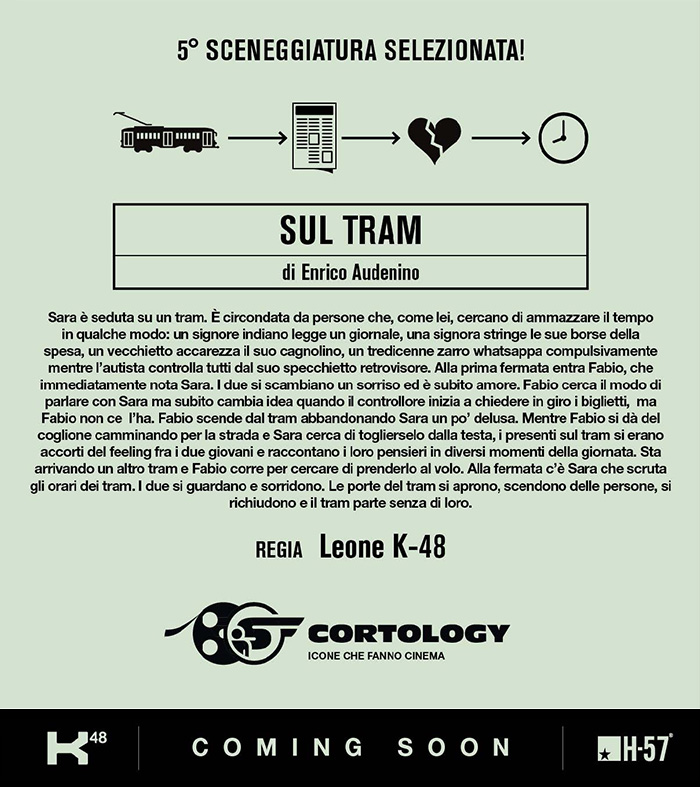 5° SCENEGGIATURA SELEZIONATA!
SUL TRAM
di Enrico Audenino
Sara è seduta su un tram. È circondata da persone che, come lei, cercano di ammazzare il tempo
in qualche modo: un signore indiano legge un giornale, una signora stringe le sue borse della
spesa, un vecchietto accarezza il suo cagnolino, un tredicenne zarro whatsappa compulsivamente
mentre l'autista controlla tutti dal suo specchietto retrovisore. Alla prima fermata entra Fabio, che
immediatamente nota Sara. I due si scambiano un sorriso ed è subito amore. Fabio cerca il modo di
parlare con Sara ma subito cambia idea quando il controllore inizia a chiedere in giro i biglietti, ma
Fabio non ce l'ha. Fabio scende dal tram abbandonando Sara un po' delusa. Mentre Fabio si dà del
coglione camminando per la strada e Sara cerca di toglierselo dalla testa, i presenti sul tram si erano
accorti del feeling fra i due giovani e raccontano i loro pensieri in diversi momenti della giornata. Sta
arrivando un altro tram e Fabio corre per cercare di prenderlo al volo. Alla fermata c'è Sara che scruta
gli orari dei tram. I due si guardano e sorridono. Le porte del tram si aprono, scendono delle persone, si
richiudono e il tram parte senza di loro.
REGIA Leone K-48
CORTOLOGY
ICONE CHE FANNO CINEMA
K48 COMING SOON H-57